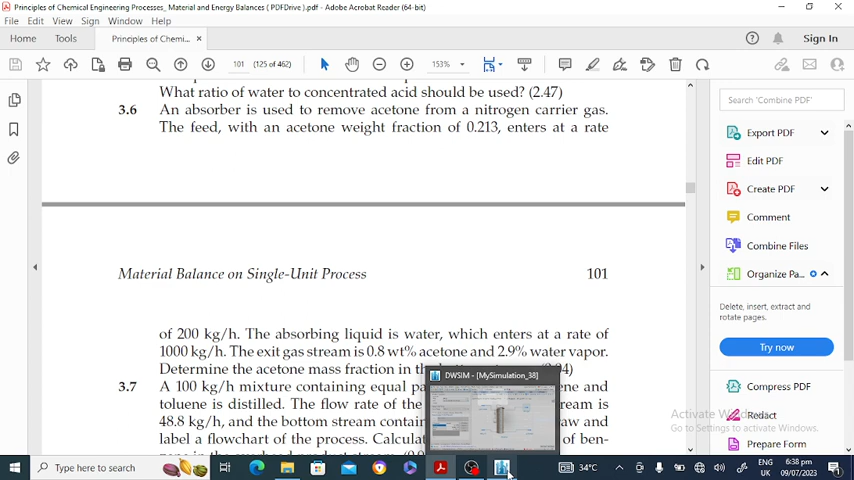 Principles of Chemical Engineering Processes_ Material and Energy Balances ( PDFDrive ).pdf - Adobe Acrobat Reader (64-bit)
File Edit View Sign Window Help
Home Tools Principles of Chemi... × Sign In
101 (125 of 462) 153%
What ratio of water to concentrated acid should be used? (2.47)
3.6 An absorber is used to remove acetone from a nitrogen carrier gas.
The feed, with an acetone weight fraction of 0.213, enters at a rate
Material Balance on Single-Unit Process 101
of 200 kg/h. The absorbing liquid is water, which enters at a rate of
1000 kg/h. The exit gas stream is 0.8 wt% acetone and 2.9% water vapor.
Determine the acetone mass fraction in the
3.7 A 100 kg/h mixture containing equal pa ne and
toluene is distilled. The flow rate of the ream is
48.8 kg/h, and the bottom stream contain aw and
label a flowchart of the process. Calculat of ben-
DWSIM - [MySimulation_38]
Search 'Combine PDF'
Export PDF
Edit PDF
Create PDF
Comment
Combine Files
Organize Pa...
Delete, insert, extract and
rotate pages.
Try now
Compress PDF
Redact
Prepare Form
Activate Windows
Go to Settings to activate Windows.
Type here to search
34°C
ENG
UK
6:38 pm
09/07/2023
1